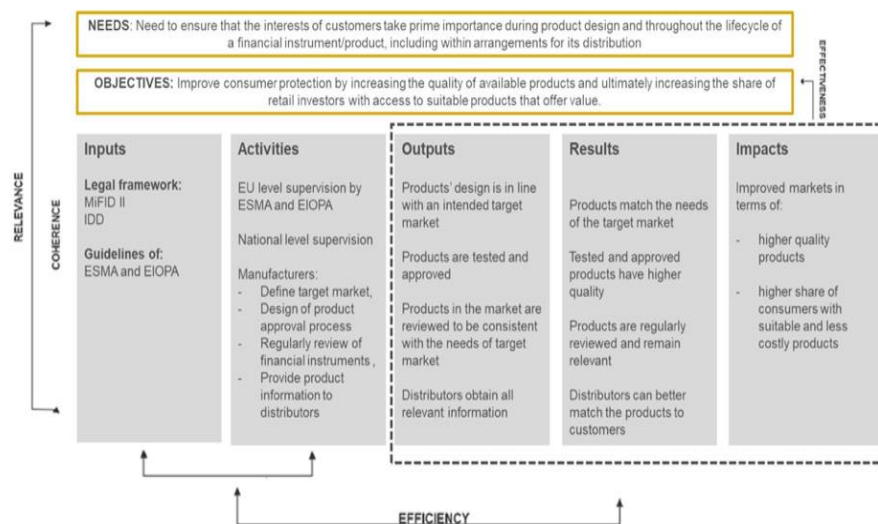 NEEDS: Need to ensure that the interests of customers take prime importance during product design and throughout the lifecycle of
a financial instrument/product, including within arrangements for its distribution
OBJECTIVES: Improve consumer protection by increasing the quality of available products and ultimately increasing the share of
retail investors with access to suitable products that offer value.
EFFECTIVENESS
RELEVANCE
COHERENCE
Inputs
Legal framework:
MiFID II
IDD
Guidelines of:
ESMA and EIOPA
Activities
EU level supervision by
ESMA and EIOPA
National level supervision
Manufacturers:
- Define target market,
- Design of product
approval process
- Regularly review of
financial instruments ,
- Provide product
information to
distributors
Outputs
Products' design is in line
with an intended target
market
Products are tested and
approved
Products in the market are
reviewed to be consistent
with the needs of target
market
Distributors obtain all
relevant information
Results
Products match the needs
of the target market
Tested and approved
products have higher
quality
Products are regularly
reviewed and remain
relevant
Distributors can better
match the products to
customers
Impacts
Improved markets in
terms of:
- higher quality
products
- higher share of
consumers with
suitable and less
costly products
EFFICIENCY